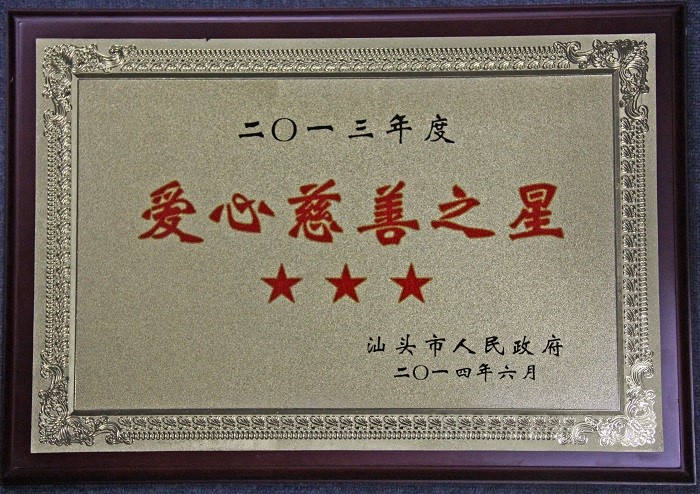 二〇一三年度
爱心慈善之星
★★★
汕头市人民政府
二〇一四年六月